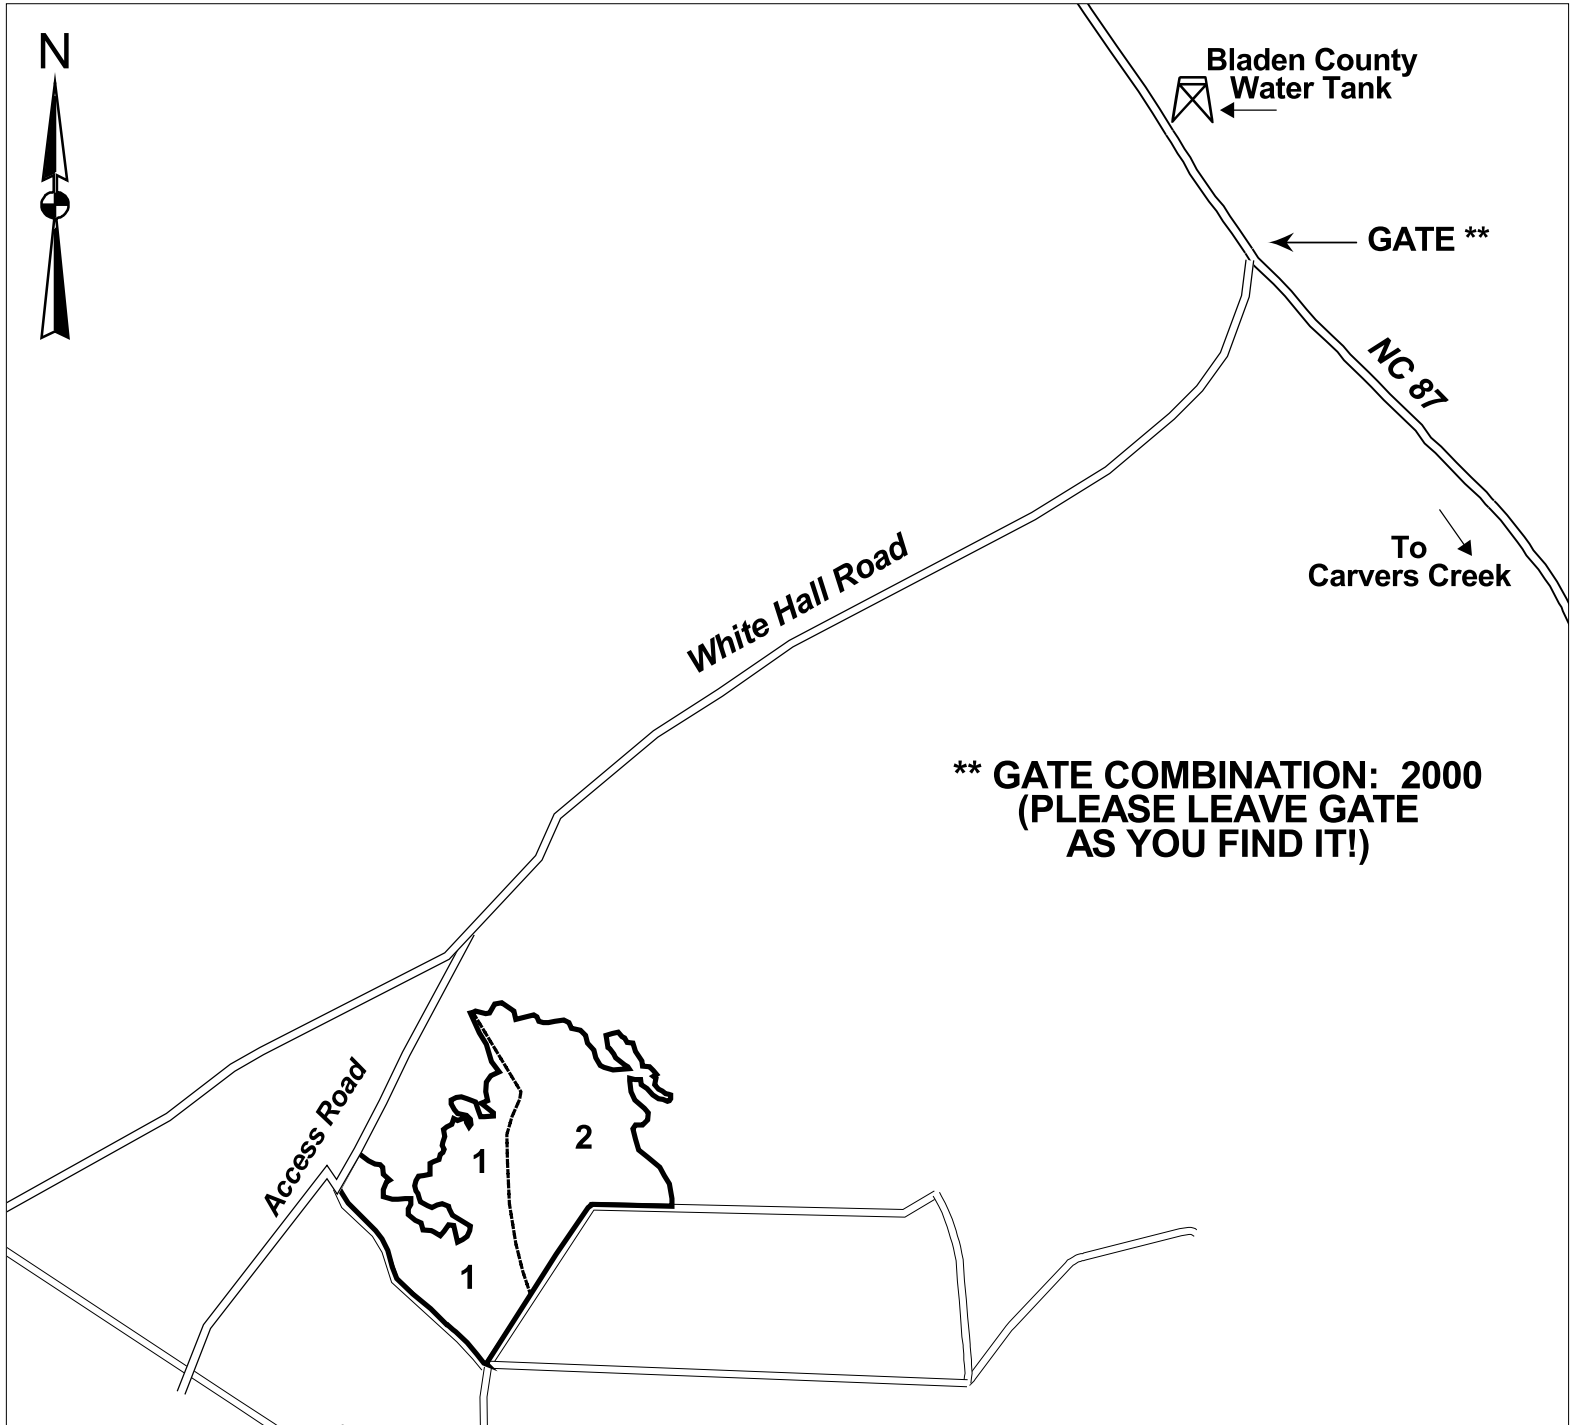 N
Bladen County
Water Tank
GATE **
NC 87
To
Carvers Creek
White Hall Road
** GATE COMBINATION:  2000
(PLEASE LEAVE GATE
AS YOU FIND IT!)
Access Road
2
1
1